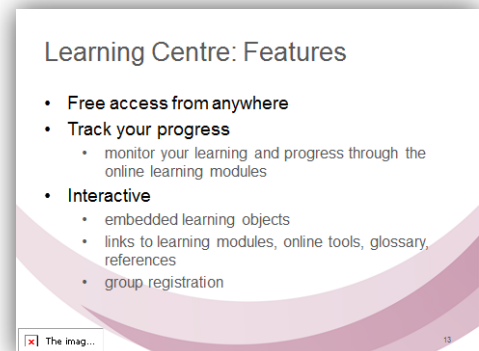 Learning Centre: Features
• Free access from anywhere
• Track your progress
• monitor your learning and progress through the
online learning modules
• Interactive
• embedded learning objects
• links to learning modules, online tools, glossary,
references
• group registration
The imag...
13